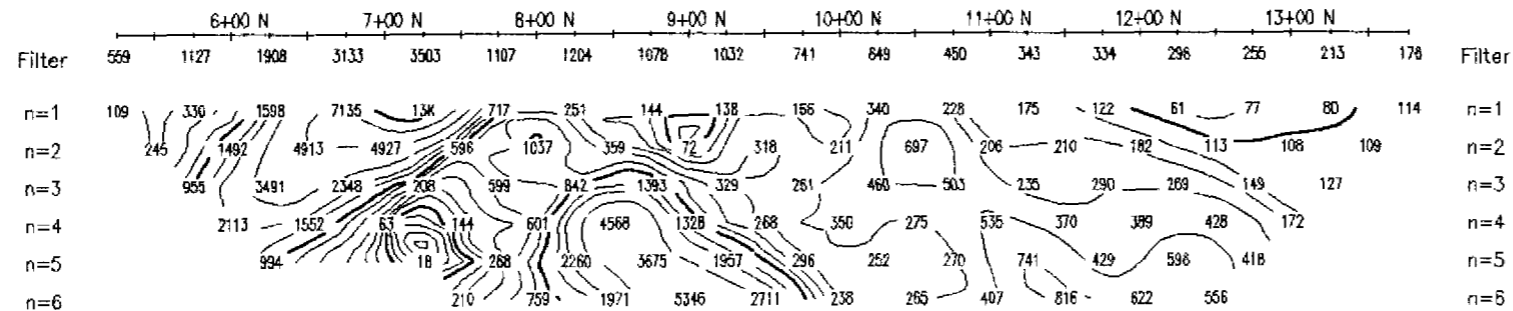 6+00 N 7+00 N 8+00 N 9+00 N 10+00 N 11+00 N 12+00 N 13+00 N
Filter 559 1127 1908 3133 3503 1107 1204 1078 1032 741 649 450 343 334 296 255 213 178 Filter
n=1 109 330 1598 7135 13K 717 251 144 138 156 340 228 175 122 61 77 80 114 n=1
n=2 245 1492 4913 4927 596 1037 359 72 318 211 697 206 210 182 113 108 109 n=2
n=3 955 3491 2348 208 599 842 1393 329 261 460 503 235 290 269 149 127 n=3
n=4 2113 1552 63 144 601 4568 1328 268 350 275 535 370 389 428 172 n=4
n=5 994 18 268 2260 3675 1957 296 252 270 741 429 596 418 n=5
n=6 210 759 1971 5346 2711 238 265 407 816 622 556 n=6